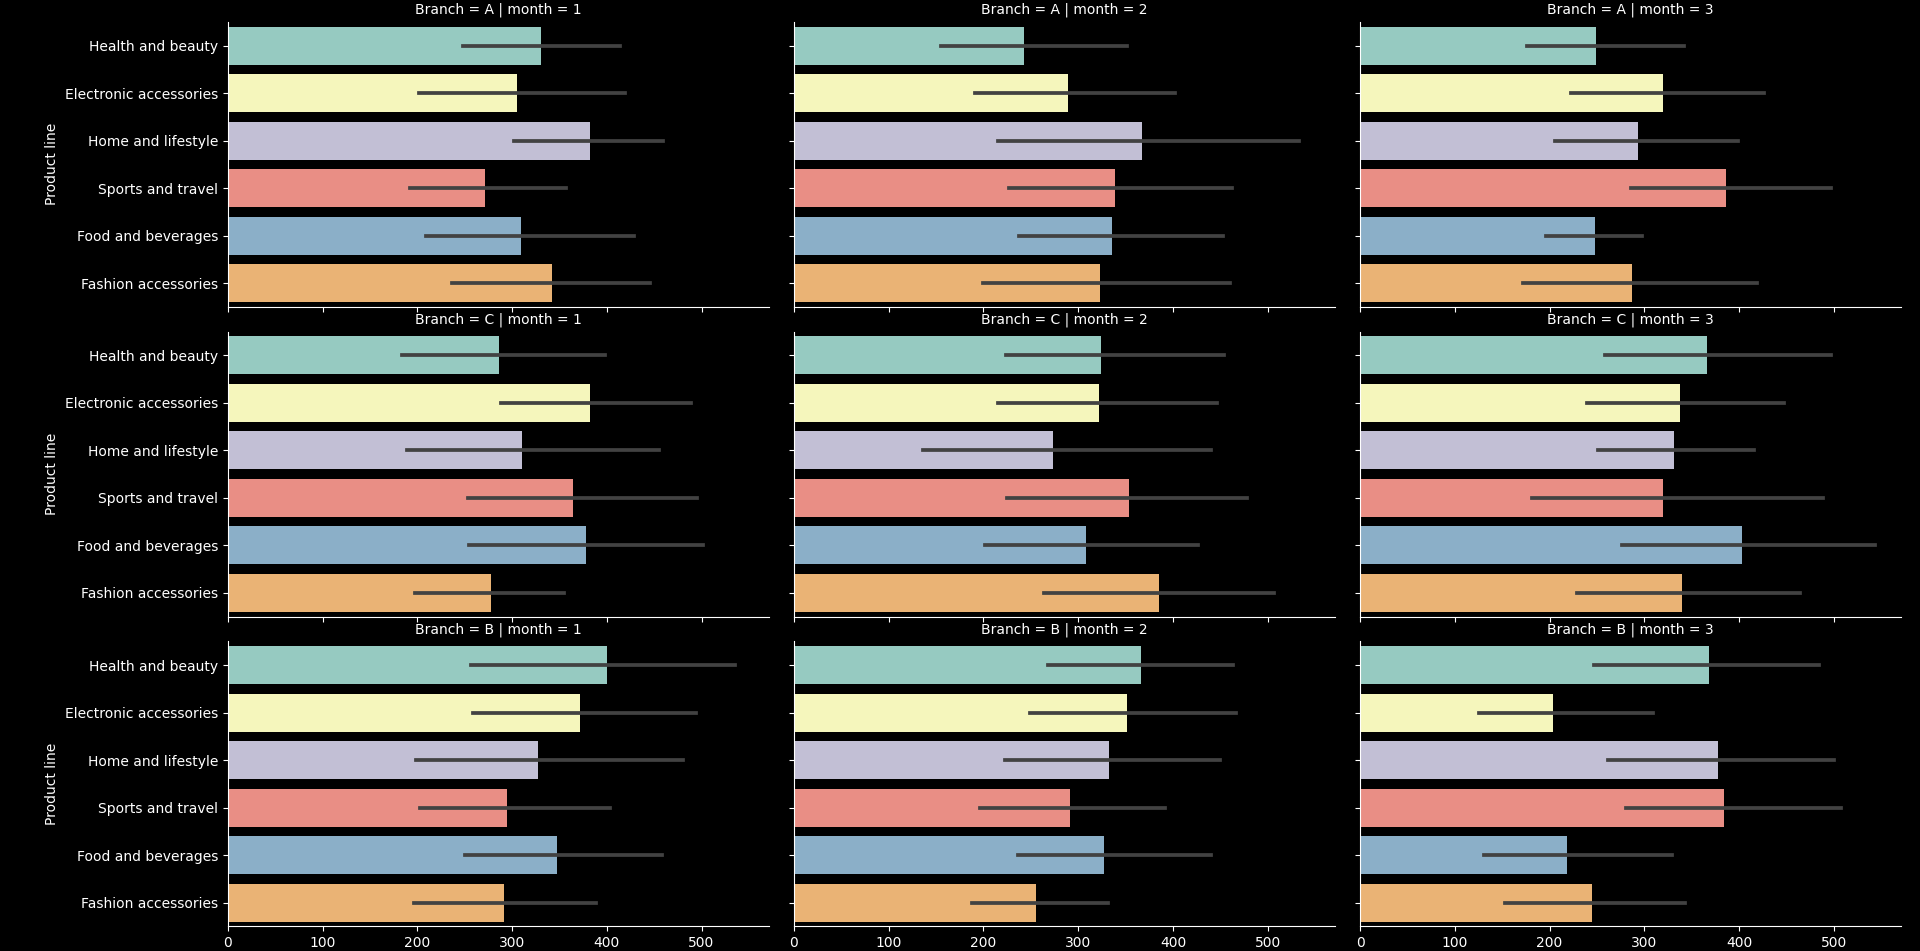 Branch = A | month = 1
Branch = A | month = 2
Branch = A | month = 3
Product line
Health and beauty
Electronic accessories
Home and lifestyle
Sports and travel
Food and beverages
Fashion accessories
Branch = C | month = 1
Branch = C | month = 2
Branch = C | month = 3
Product line
Health and beauty
Electronic accessories
Home and lifestyle
Sports and travel
Food and beverages
Fashion accessories
Branch = B | month = 1
Branch = B | month = 2
Branch = B | month = 3
Product line
Health and beauty
Electronic accessories
Home and lifestyle
Sports and travel
Food and beverages
Fashion accessories
0 100 200 300 400 500
0 100 200 300 400 500
0 100 200 300 400 500